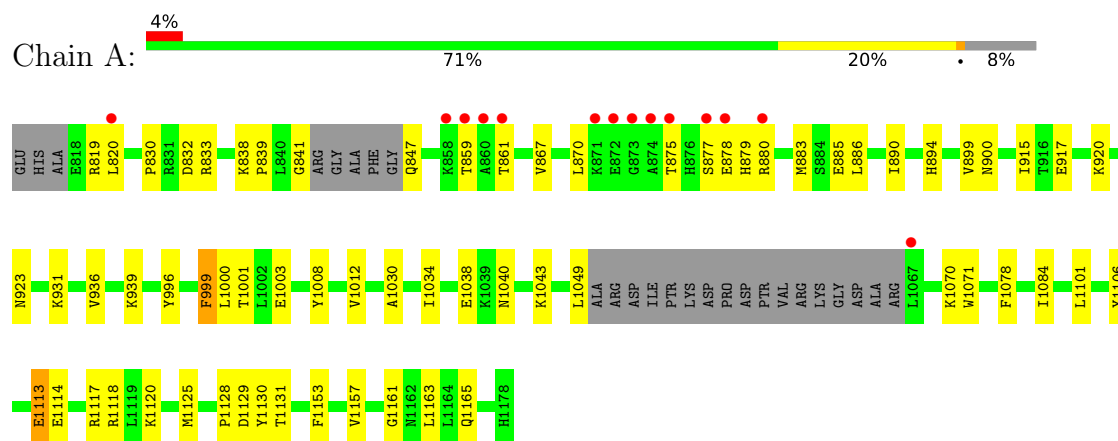 4%
Chain A:
71% 20% • 8%
GLU HIS ALA E818 R819 L820 P830 R831 D832 R833 K838 P839 L840 G841 ARG GLY ALA PHE GLY Q847 K858 T859 A860 T861 V867 L870 K871 E872 G873 A874 T875 H876 S877 E878 H879 R880 M883 S884 E885 L886 I890 H894 V899 N900 I915 T916 E917 K920
N923 K931 V936 K939 Y996 F999 L1000 T1001 L1002 E1003 Y1008 V1012 A1030 I1034 E1038 K1039 N1040 K1043 L1049 ALA ARG ASP ILE PTR LYS ASP PRO ASP PTR VAL ARG LYS GLY ASP ALA ARG L1067 K1070 W1071 F1078 I1084 L1101
E1113 E1114 R1117 R1118 L1119 K1120 M1125 P1128 D1129 Y1130 T1131 F1153 V1157 G1161 N1162 L1163 L1164 Q1165 H1178